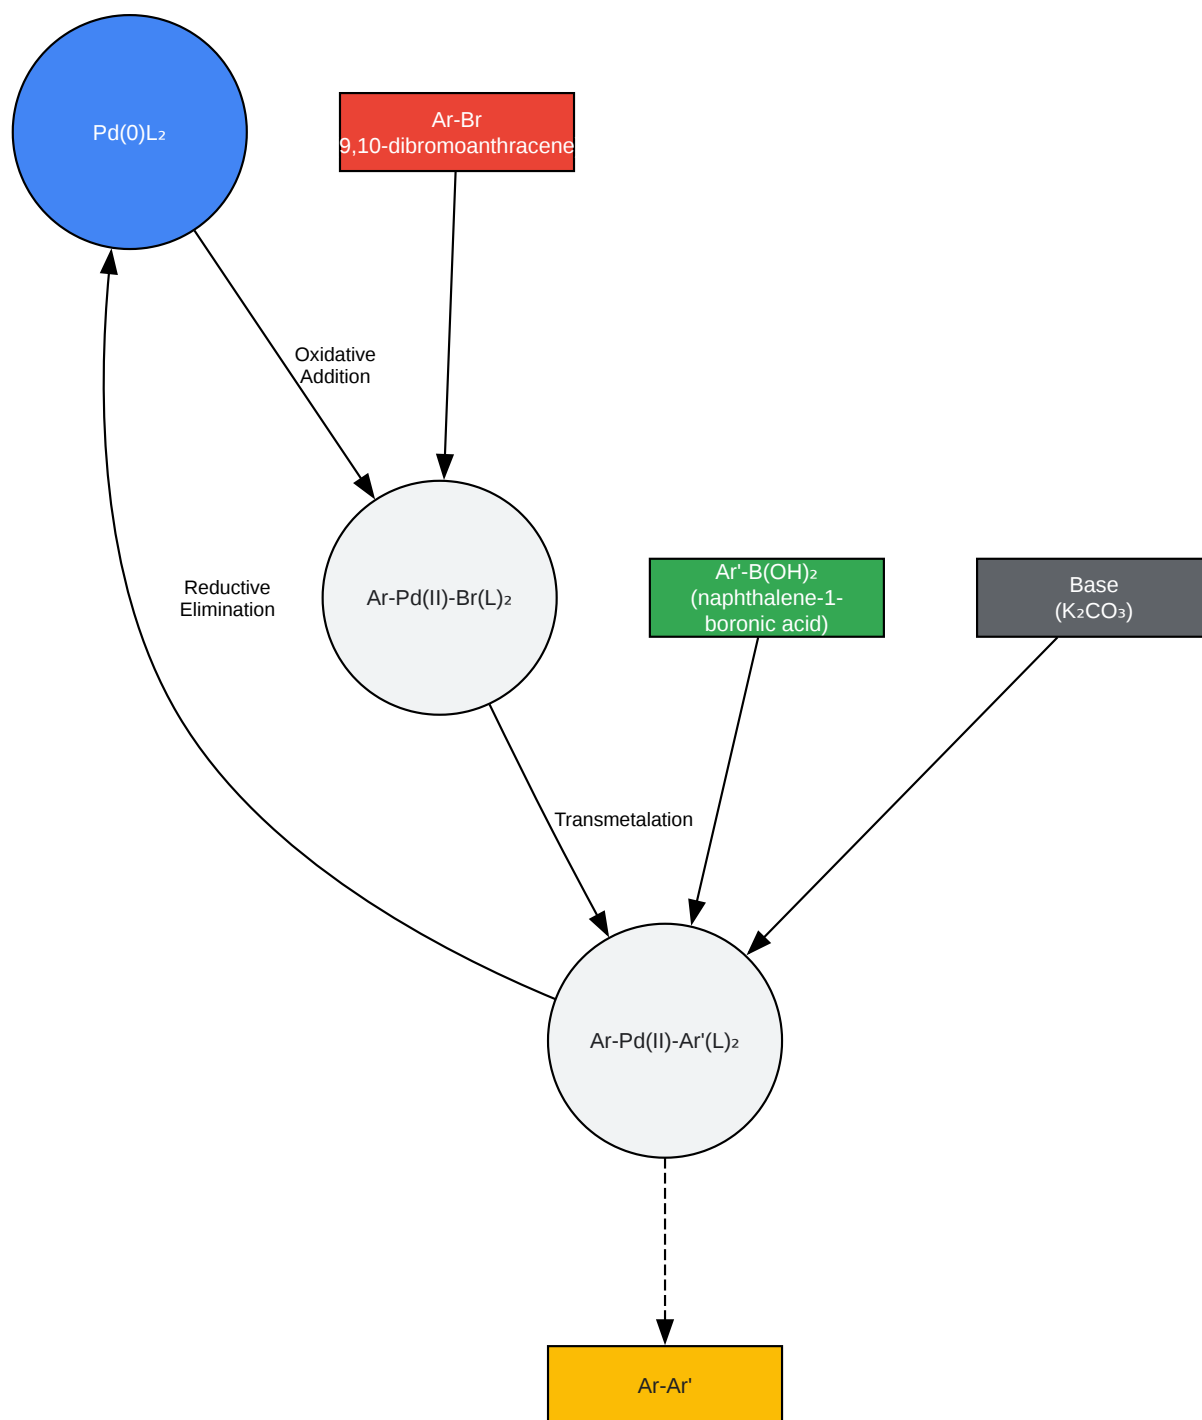 Pd(0)L₂
Ar-Br
9,10-dibromoanthracene
Oxidative
Addition
Reductive
Elimination
Ar-Pd(II)-Br(L)₂
Ar'-B(OH)₂
(naphthalene-1-
boronic acid)
Base
(K₂CO₃)
Transmetalation
Ar-Pd(II)-Ar'(L)₂
Ar-Ar'